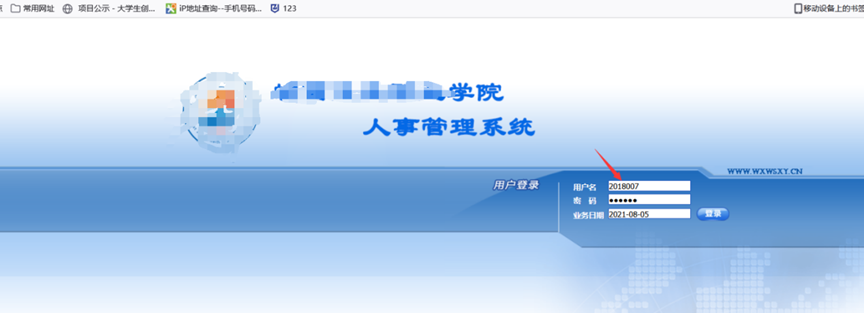 常用网址 项目公示 - 大学生创... iP地址查询--手机号码... 123 移动设备上的书签
学院
人事管理系统
WWW.WXWSXY.CN
用户登录
用户名 2018007
密 码 ●●●●●●
业务日期 2021-08-05 登录